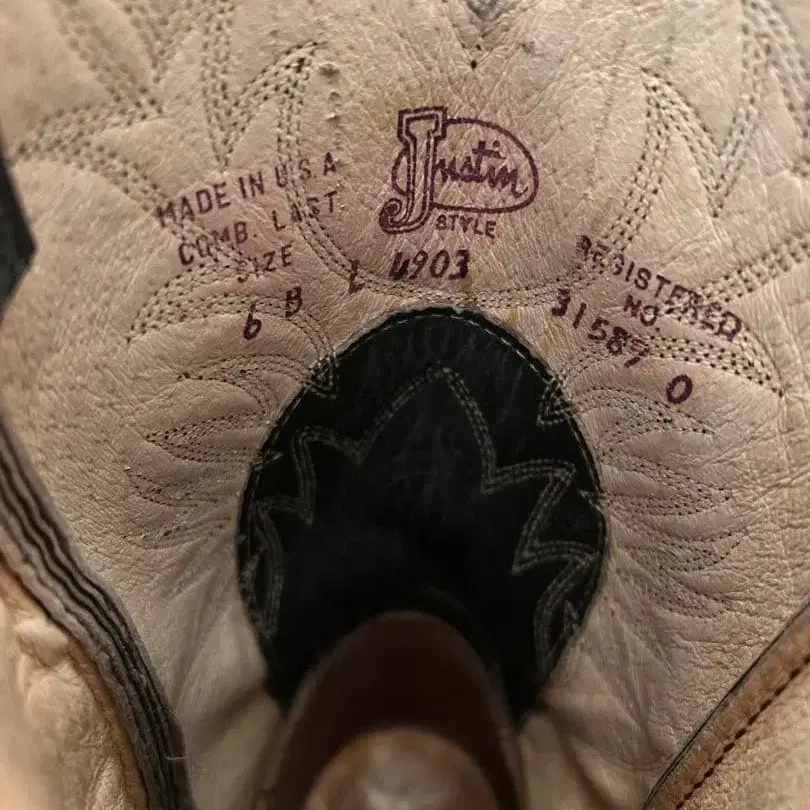 Justin
STYLE
L 4903
MADE IN U.S.A
COMB. LAST
SIZE
6 B
REGISTERED
NO.
31587 0